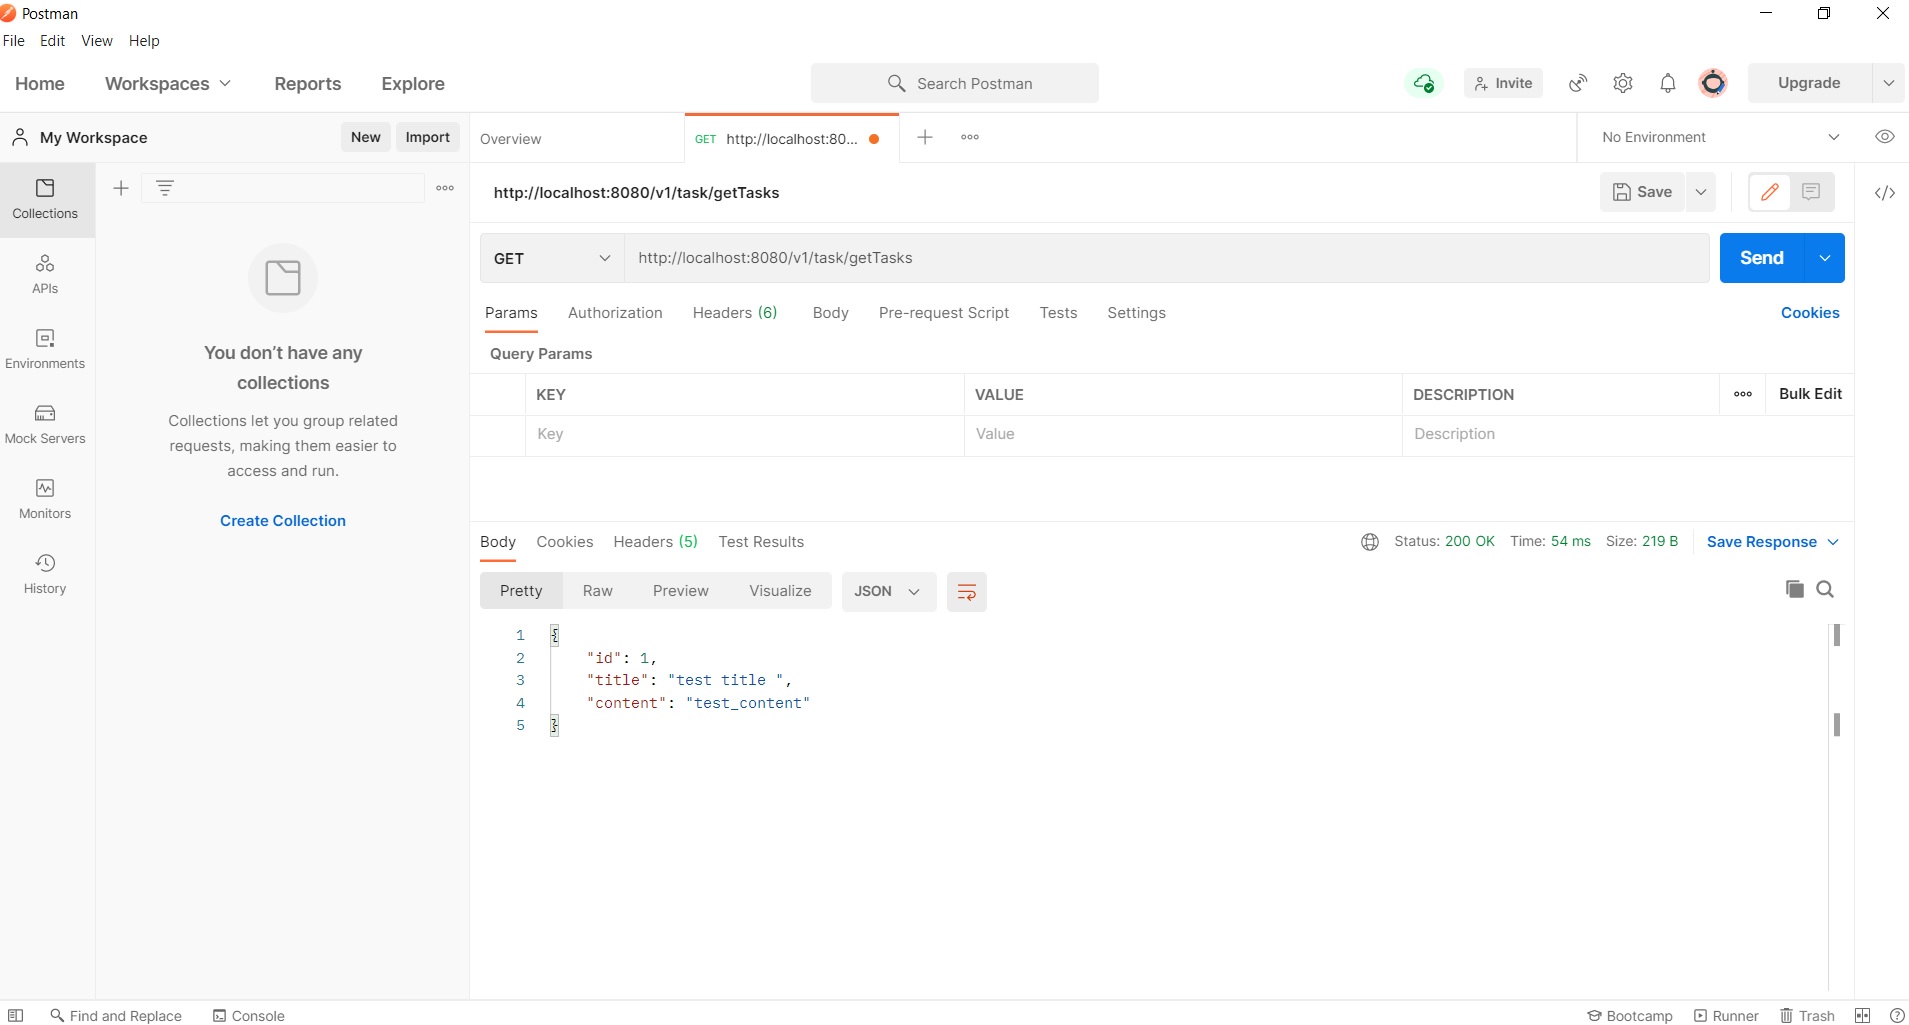 Postman
File Edit View Help
Home Workspaces Reports Explore Search Postman Invite Upgrade
My Workspace New Import Overview GET http://localhost:80... No Environment
http://localhost:8080/v1/task/getTasks Save
Collections
GET http://localhost:8080/v1/task/getTasks Send
APIs
Params Authorization Headers (6) Body Pre-request Script Tests Settings Cookies
Environments
Mock Servers
Monitors
History
You don't have any
collections
Collections let you group related
requests, making them easier to
access and run.
Create Collection
Query Params
KEY VALUE DESCRIPTION Bulk Edit
Key Value Description
Body Cookies Headers (5) Test Results Status: 200 OK Time: 54 ms Size: 219 B Save Response
Pretty Raw Preview Visualize JSON
1 {
2 "id": 1,
3 "title": "test title ",
4 "content": "test_content"
5 }
Find and Replace Console Bootcamp Runner Trash